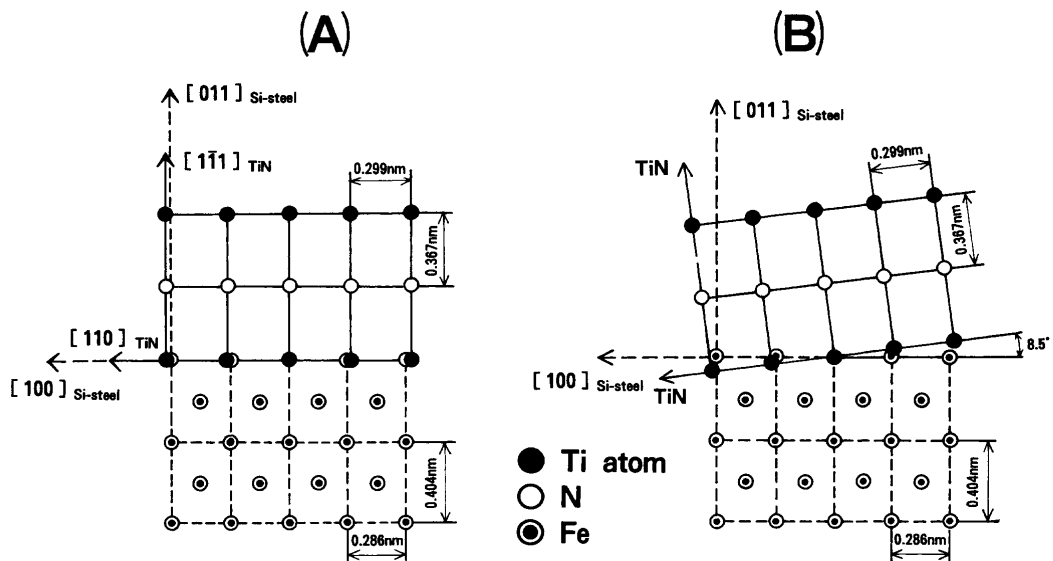 (A)
[011] Si-steel
[11̄1] TiN
0.299nm
0.367nm
[110] TiN
[100] Si-steel
0.404nm
0.286nm
(B)
[011] Si-steel
TiN
0.299nm
0.367nm
8.5°
[100] Si-steel
TiN
0.404nm
0.286nm
Ti atom
N
Fe